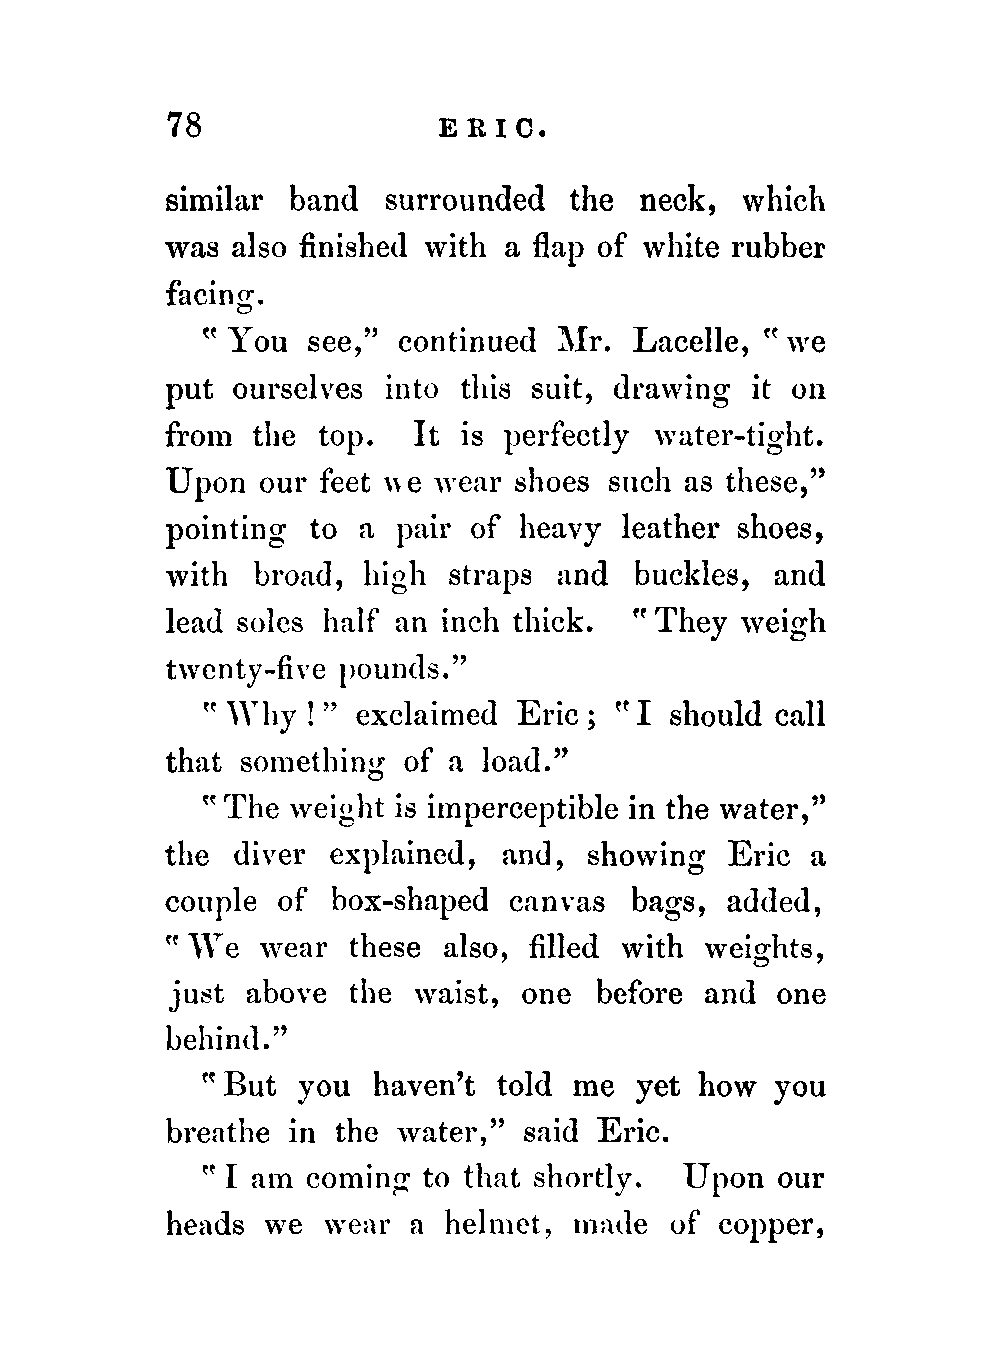 78 ERIC.
similar band surrounded the neck, which
was also finished with a flap of white rubber
facing.
"You see," continued Mr. Lacelle, "we
put ourselves into this suit, drawing it on
from the top. It is perfectly water-tight.
Upon our feet we wear shoes such as these,"
pointing to a pair of heavy leather shoes,
with broad, high straps and buckles, and
lead soles half an inch thick. "They weigh
twenty-five pounds."
"Why!" exclaimed Eric; "I should call
that something of a load."
"The weight is imperceptible in the water,"
the diver explained, and, showing Eric a
couple of box-shaped canvas bags, added,
"We wear these also, filled with weights,
just above the waist, one before and one
behind."
"But you haven't told me yet how you
breathe in the water," said Eric.
"I am coming to that shortly. Upon our
heads we wear a helmet, made of copper,